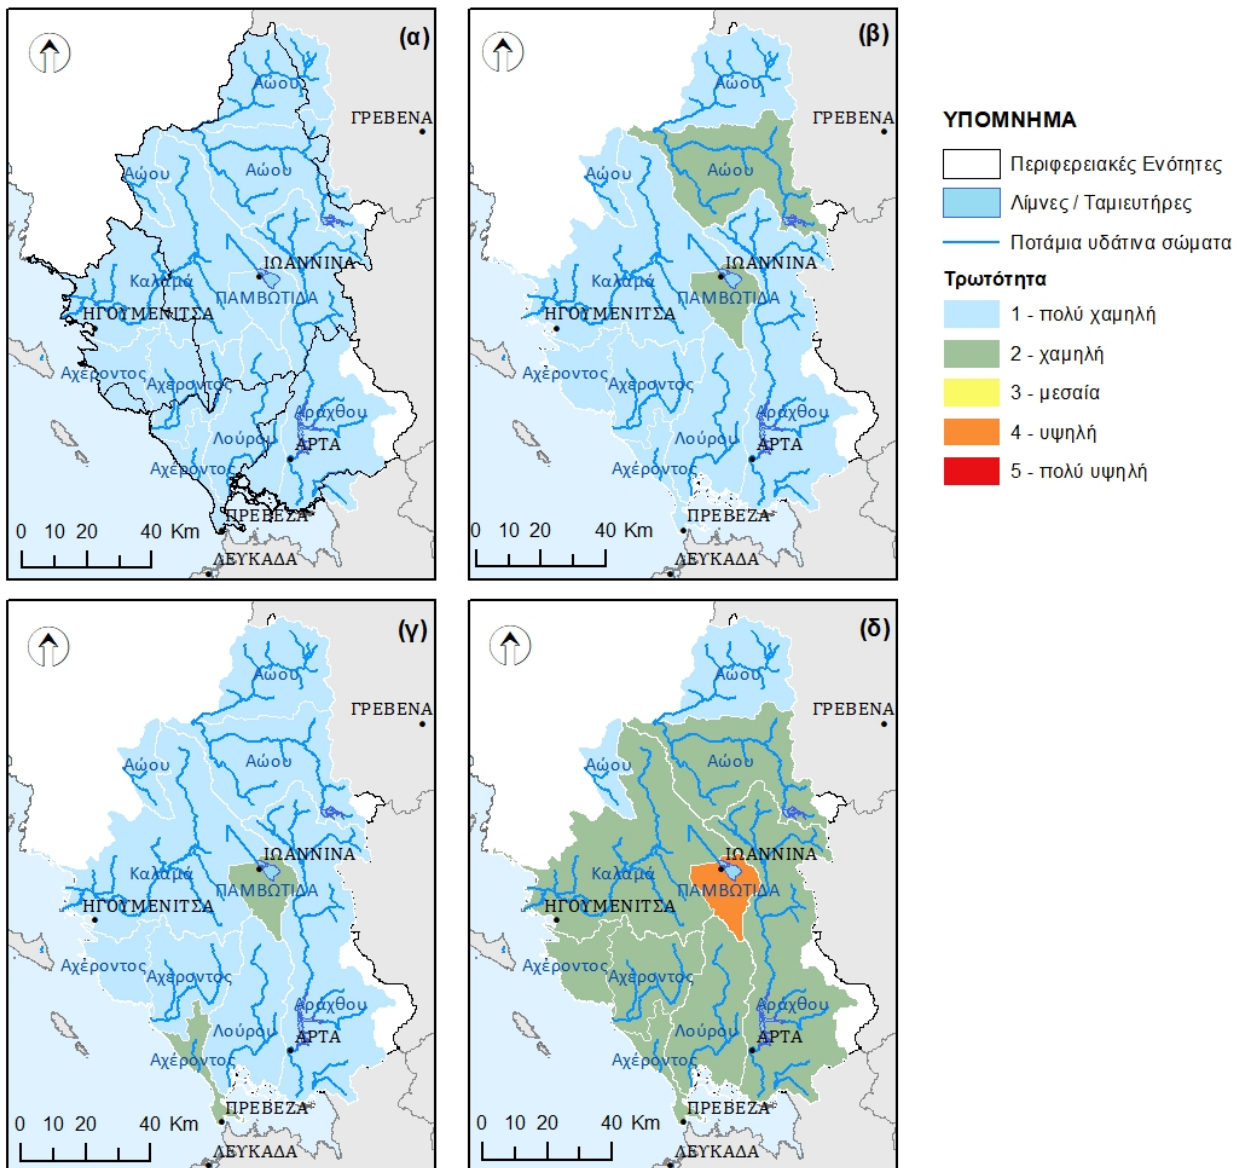 (α)
Αώου
ΓΡΕΒΕΝΑ
Αώου
Αώου
ΙΩΑΝΝΙΝΑ
Καλαμά
ΠΑΜΒΩΤΙΔΑ
ΗΓΟΥΜΕΝΙΤΣΑ
Αχέροντος
Αχέροντος
Αράχθου
Λούρου
ΑΡΤΑ
Αχέροντος
ΠΡΕΒΕΖΑ
0 10 20 40 Km
ΛΕΥΚΑΔΑ
(β)
Αώου
ΓΡΕΒΕΝΑ
Αώου
Αώου
ΙΩΑΝΝΙΝΑ
Καλαμά
ΠΑΜΒΩΤΙΔΑ
ΗΓΟΥΜΕΝΙΤΣΑ
Αχέροντος
Αχέροντος
Αράχθου
Λούρου
ΑΡΤΑ
Αχέροντος
ΠΡΕΒΕΖΑ
0 10 20 40 Km
ΛΕΥΚΑΔΑ
ΥΠΟΜΝΗΜΑ
Περιφερειακές Ενότητες
Λίμνες / Ταμιευτήρες
Ποτάμια υδάτινα σώματα
Τρωτότητα
1 - πολύ χαμηλή
2 - χαμηλή
3 - μεσαία
4 - υψηλή
5 - πολύ υψηλή
(γ)
Αώου
ΓΡΕΒΕΝΑ
Αώου
Αώου
ΙΩΑΝΝΙΝΑ
Καλαμά
ΠΑΜΒΩΤΙΔΑ
ΗΓΟΥΜΕΝΙΤΣΑ
Αχέροντος
Αχέροντος
Αράχθου
Λούρου
ΑΡΤΑ
Αχέροντος
ΠΡΕΒΕΖΑ
0 10 20 40 Km
ΛΕΥΚΑΔΑ
(δ)
Αώου
ΓΡΕΒΕΝΑ
Αώου
Αώου
ΙΩΑΝΝΙΝΑ
Καλαμά
ΠΑΜΒΩΤΙΔΑ
ΗΓΟΥΜΕΝΙΤΣΑ
Αχέροντος
Αχέροντος
Αράχθου
Λούρου
ΑΡΤΑ
Αχέροντος
ΠΡΕΒΕΖΑ
0 10 20 40 Km
ΛΕΥΚΑΔΑ